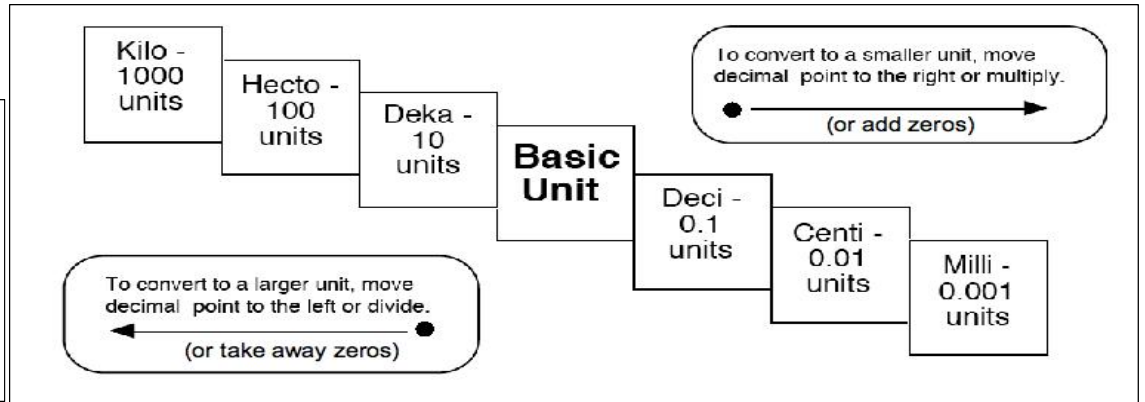 Kilo -
1000
units
Hecto -
100
units
Deka -
10
units
Basic
Unit
Deci -
0.1
units
Centi -
0.01
units
Milli -
0.001
units
To convert to a smaller unit, move
decimal point to the right or multiply.
(or add zeros)
To convert to a larger unit, move
decimal point to the left or divide.
(or take away zeros)